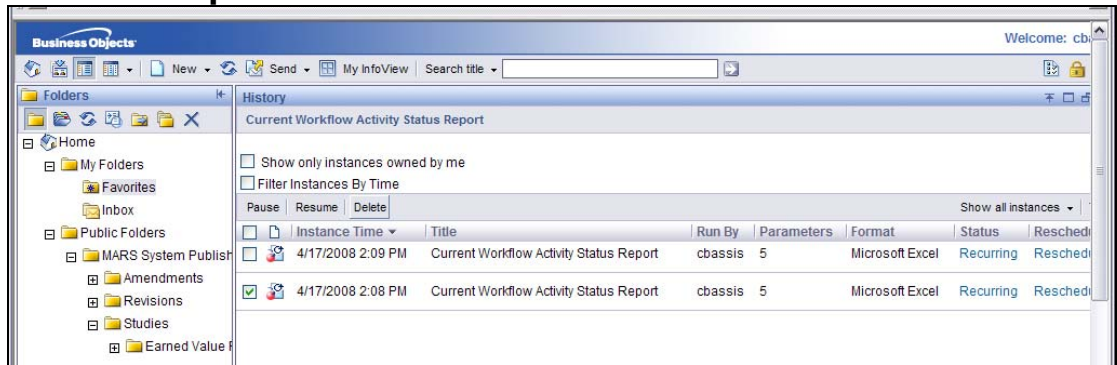 Business Objects
Welcome: cba
New Send My InfoView Search title
Folders
History
Current Workflow Activity Status Report
Home
My Folders
Favorites
Inbox
Public Folders
MARS System Publish
Amendments
Revisions
Studies
Earned Value
Show only instances owned by me
Filter Instances By Time
Pause Resume Delete Show all instances
Instance Time Title Run By Parameters Format Status Reschedu
4/17/2008 2:09 PM Current Workflow Activity Status Report cbassis 5 Microsoft Excel Recurring Reschedu
4/17/2008 2:08 PM Current Workflow Activity Status Report cbassis 5 Microsoft Excel Recurring Reschedu